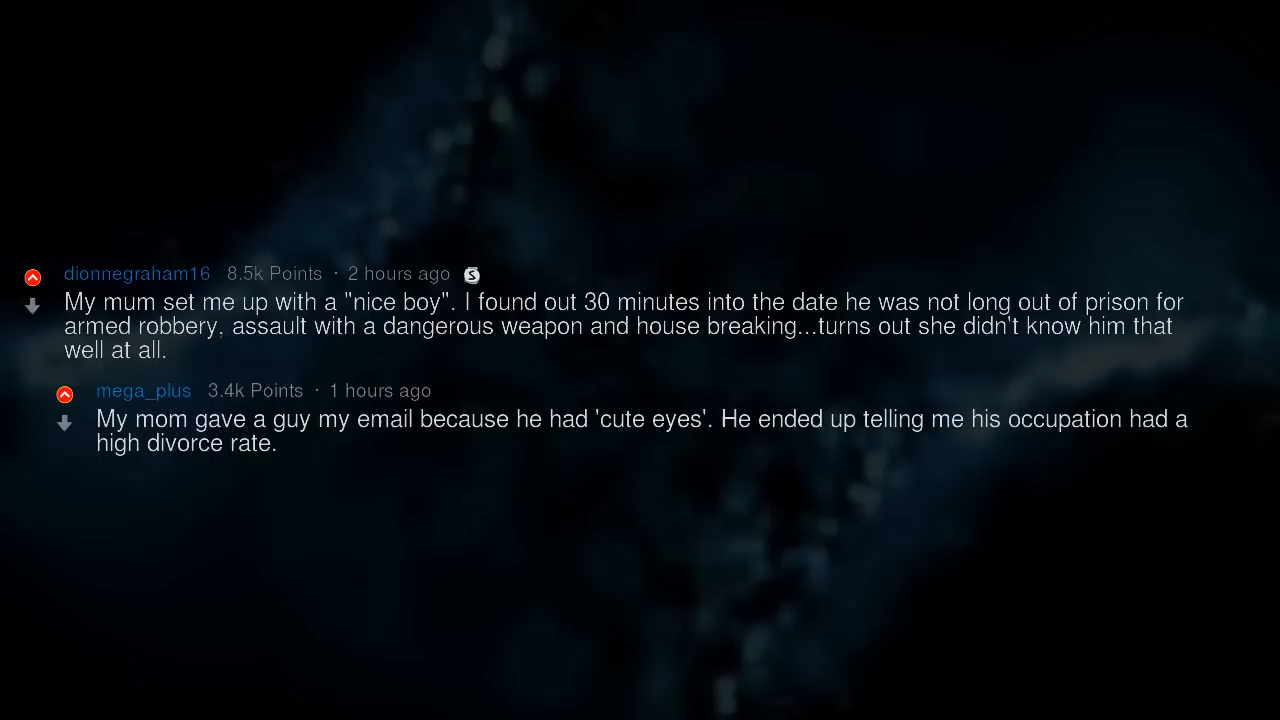 dionnegraham16 8.5k Points · 2 hours ago S
My mum set me up with a "nice boy". I found out 30 minutes into the date he was not long out of prison for
armed robbery, assault with a dangerous weapon and house breaking...turns out she didn't know him that
well at all.
mega_plus 3.4k Points · 1 hours ago
My mom gave a guy my email because he had 'cute eyes'. He ended up telling me his occupation had a
high divorce rate.